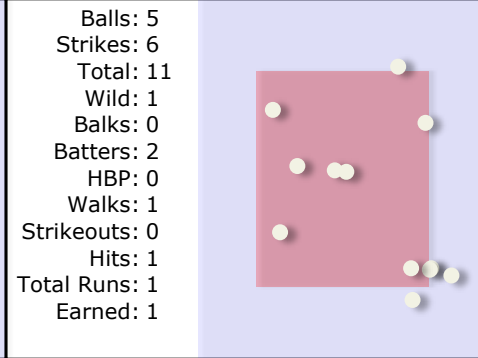 Balls: 5
Strikes: 6
Total: 11
Wild: 1
Balks: 0
Batters: 2
HBP: 0
Walks: 1
Strikeouts: 0
Hits: 1
Total Runs: 1
Earned: 1